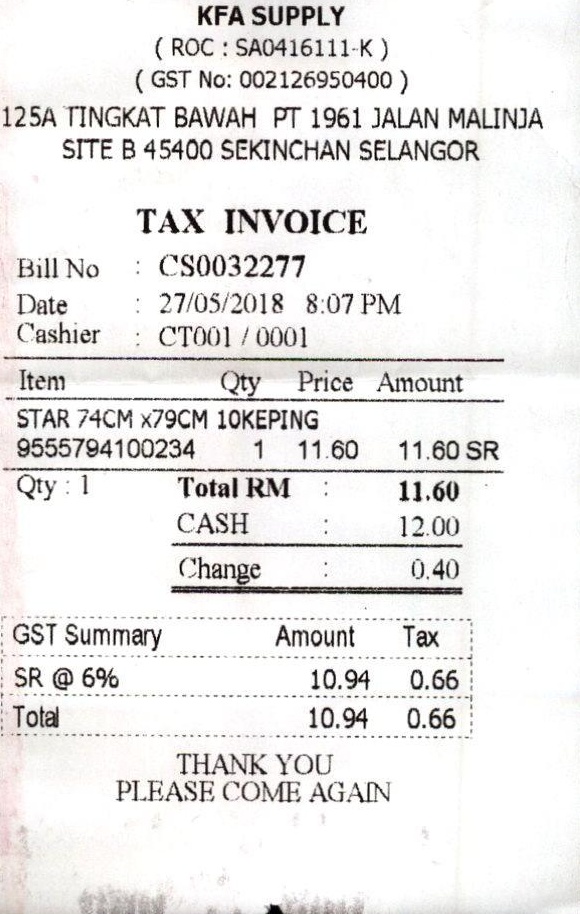 KFA SUPPLY
( ROC : SA0416111-K )
( GST No: 002126950400 )
125A TINGKAT BAWAH PT 1961 JALAN MALINJA
SITE B 45400 SEKINCHAN SELANGOR
TAX INVOICE
Bill No : CS0032277
Date : 27/05/2018 8:07 PM
Cashier : CT001 / 0001
Item Qty Price Amount
STAR 74CM x79CM 10KEPING
9555794100234 1 11.60 11.60 SR
Qty : 1 Total RM : 11.60
CASH : 12.00
Change : 0.40
GST Summary Amount Tax
SR @ 6% 10.94 0.66
Total 10.94 0.66
THANK YOU
PLEASE COME AGAIN